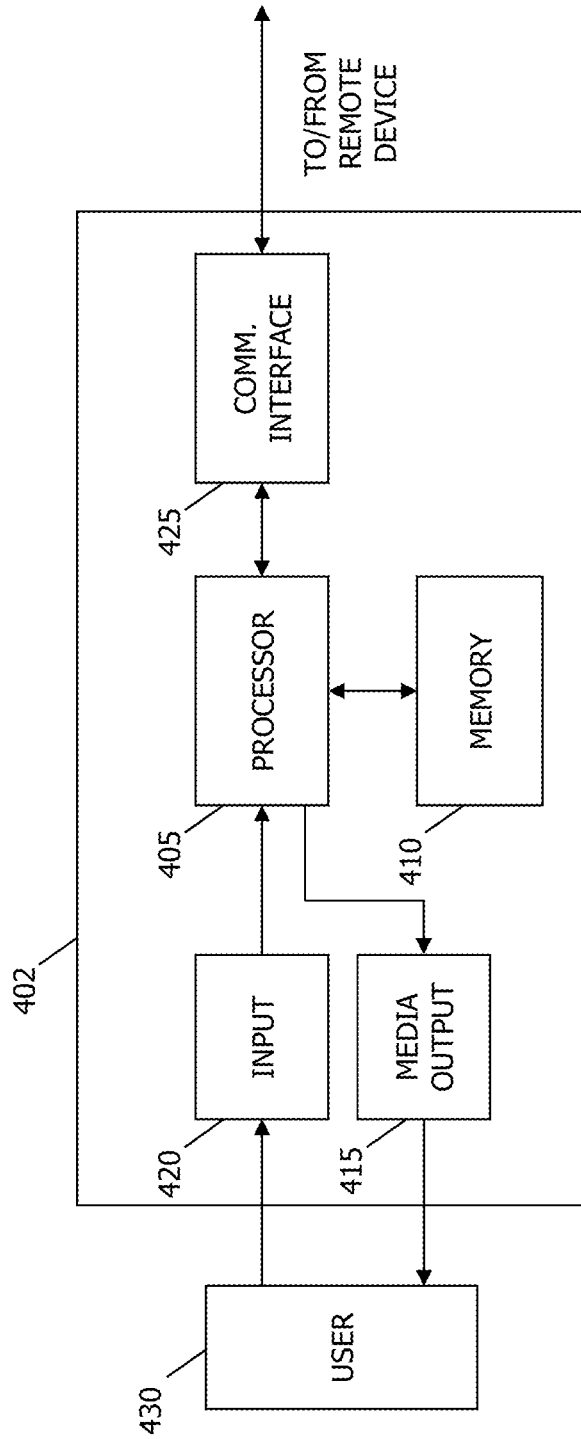 402
430
USER
420
INPUT
415
MEDIA
OUTPUT
405
PROCESSOR
410
MEMORY
425
COMM.
INTERFACE
TO/FROM
REMOTE
DEVICE